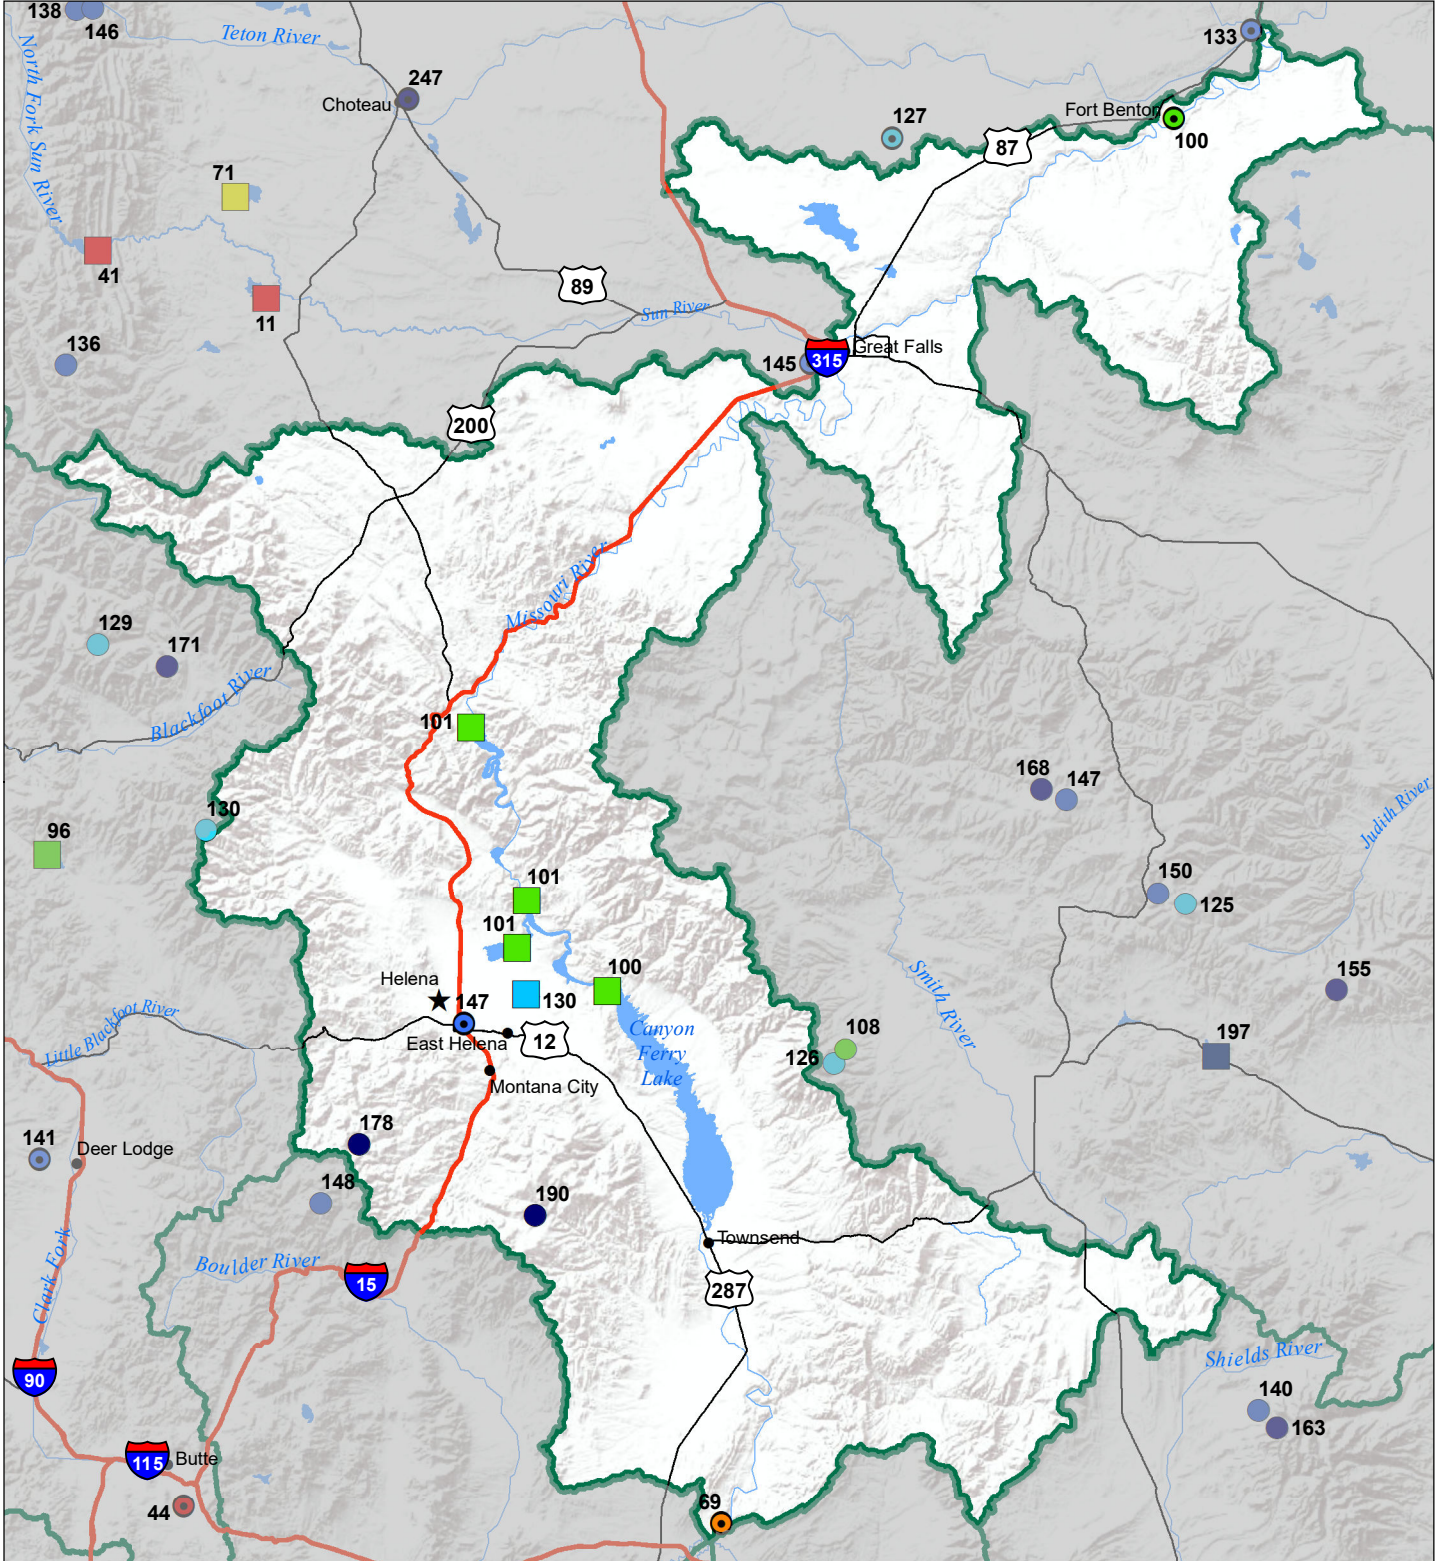 138
146
Teton River
133
North Fork Sun River
247
Choteau
127
Fort Benton
100
87
71
41
11
89
Sun River
136
145
315
Great Falls
200
Missouri River
129
171
Blackfoot River
101
168
147
Judith River
130
96
101
150
125
101
Helena
147
130
100
155
Smith River
Little Blackfoot River
East Helena
12
Canyon
Ferry
Lake
108
126
197
Montana City
141
Deer Lodge
178
148
190
Townsend
Boulder River
15
287
Clark Fork
90
Shields River
140
163
115
Butte
44
69